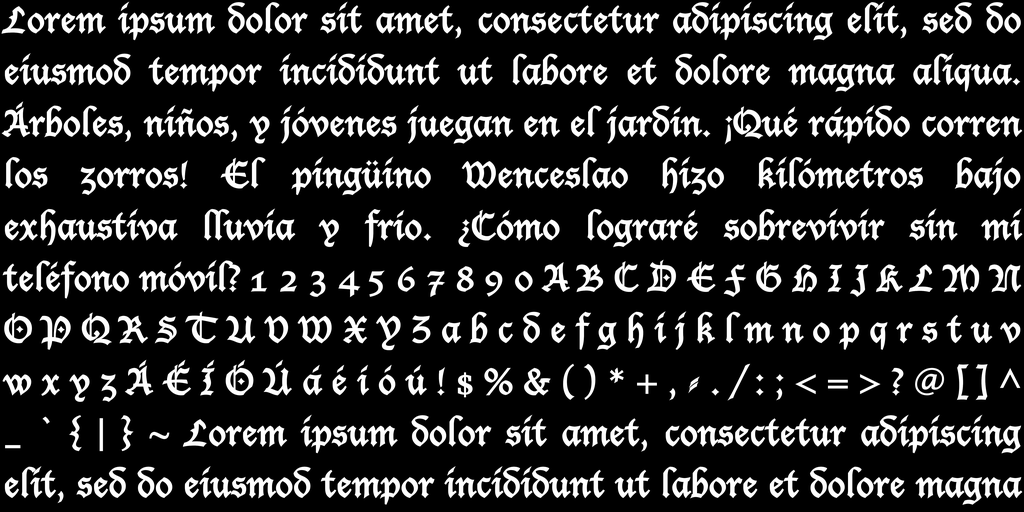 Lorem ipsum dolor sit amet, consectetur adipiscing elit, sed do
eiusmod tempor incididunt ut labore et dolore magna aliqua.
Árboles, niños, y jóvenes juegan en el jardín. ¡Qué rápido corren
los zorros! El pingüino Wenceslao hizo kilómetros bajo
exhaustiva lluvia y frío. ¿Cómo lograré sobrevivir sin mi
teléfono móvil? 1 2 3 4 5 6 7 8 9 0 A B C D E F G H I J K L M N
O P Q R S T U V W X Y Z a b c d e f g h i j k l m n o p q r s t u v
w x y z Á É Í Ó Ú á é í ó ú ! $ % & ( ) * + , - . / : ; < = > ? @ [ ] ^
_ ` { | } ~ Lorem ipsum dolor sit amet, consectetur adipiscing
elit, sed do eiusmod tempor incididunt ut labore et dolore magna